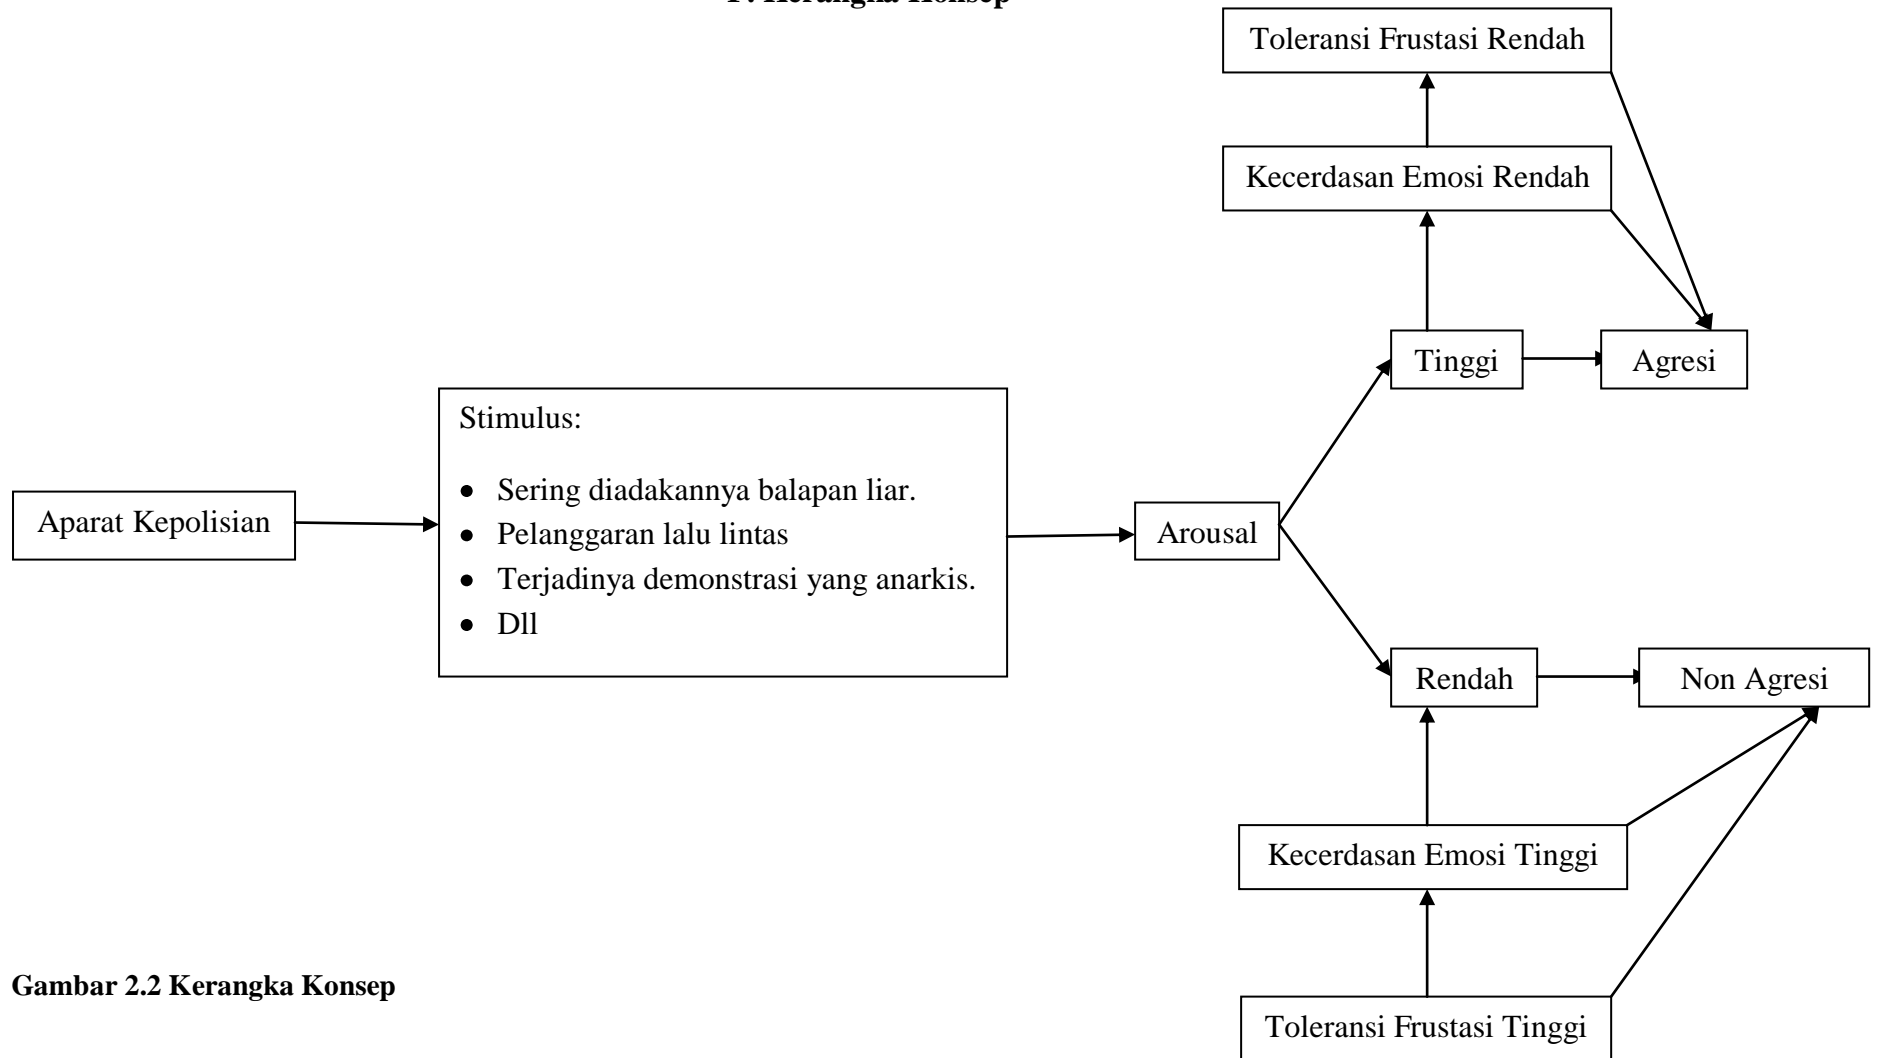 Kerangka Konsep
Toleransi Frustasi Rendah
Kecerdasan Emosi Rendah
Tinggi
Agresi
Stimulus:
• Sering diadakannya balapan liar.
• Pelanggaran lalu lintas
• Terjadinya demonstrasi yang anarkis.
• Dll
Aparat Kepolisian
Arousal
Rendah
Non Agresi
Kecerdasan Emosi Tinggi
Toleransi Frustasi Tinggi
Gambar 2.2 Kerangka Konsep